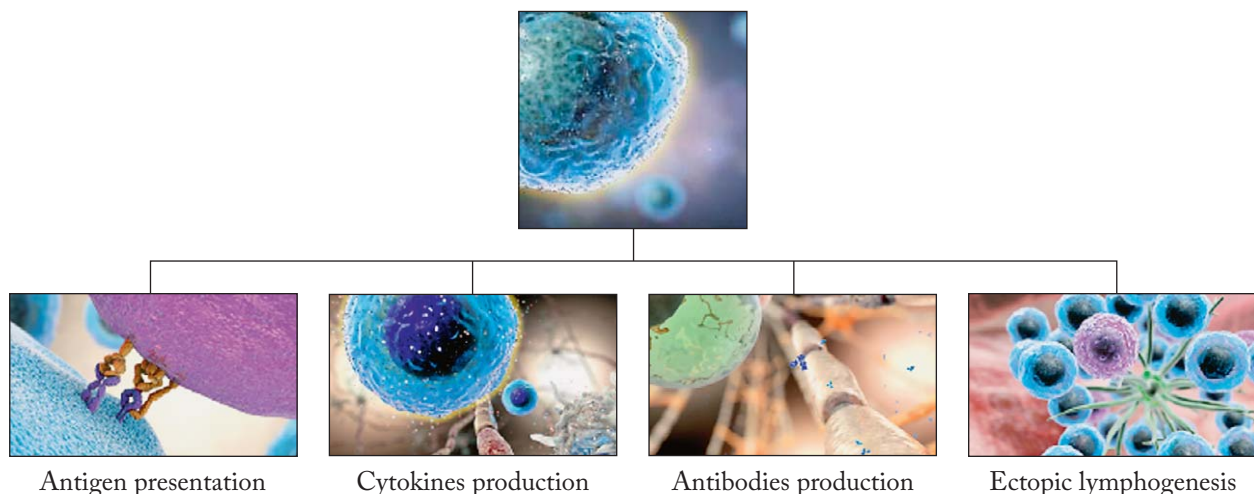 Antigen presentation
Cytokines production
Antibodies production
Ectopic lymphogenesis